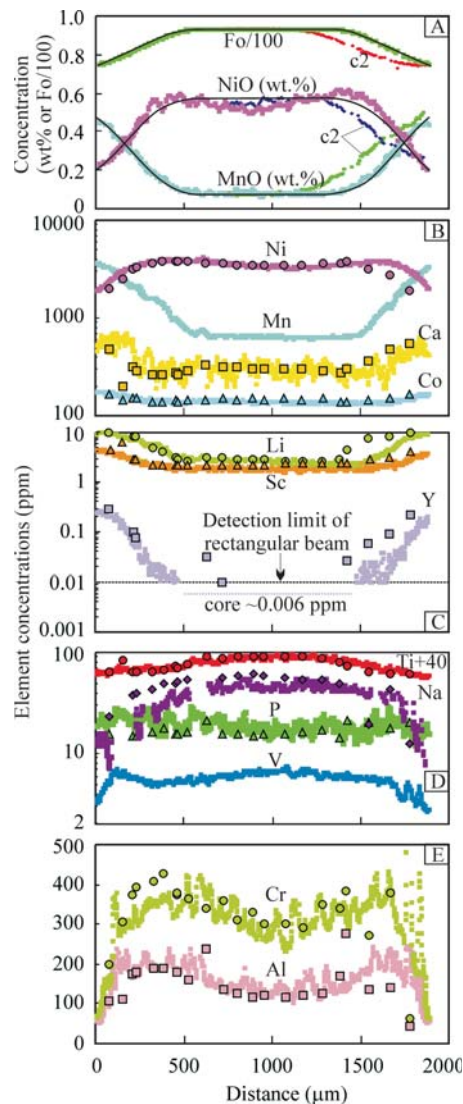 1.0
A
0.8
Fo/100
c2
0.6
NiO (wt.%)
0.4
c2
0.2
MnO (wt.%)
0
Concentration
(wt% or Fo/100)
10000
B
Ni
1000
Mn
Ca
Co
100
10
Li
1
Sc
Y
0.1
Detection limit of
rectangular beam
0.01
core ~0.006 ppm
0.001
C
Element concentrations (ppm)
100
Ti+40
Na
P
10
V
2
D
500
E
400
Cr
300
200
Al
100
0
0
500
1000
1500
2000
Distance (µm)